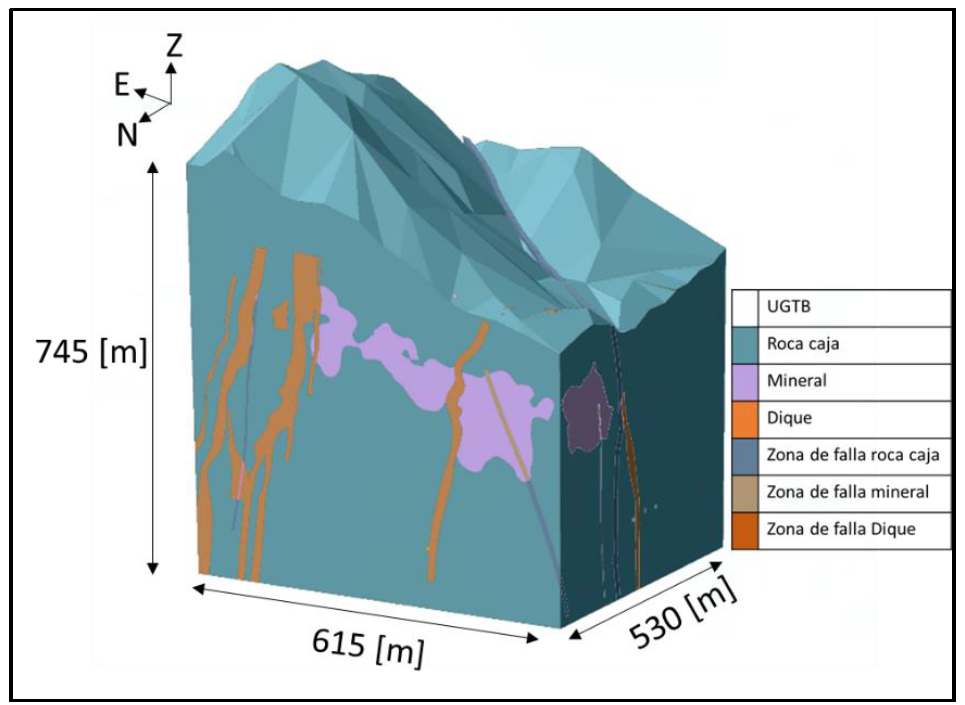 Z
E
N
745 [m]
615 [m]
530 [m]
UGTB
Roca caja
Mineral
Dique
Zona de falla roca caja
Zona de falla mineral
Zona de falla Dique